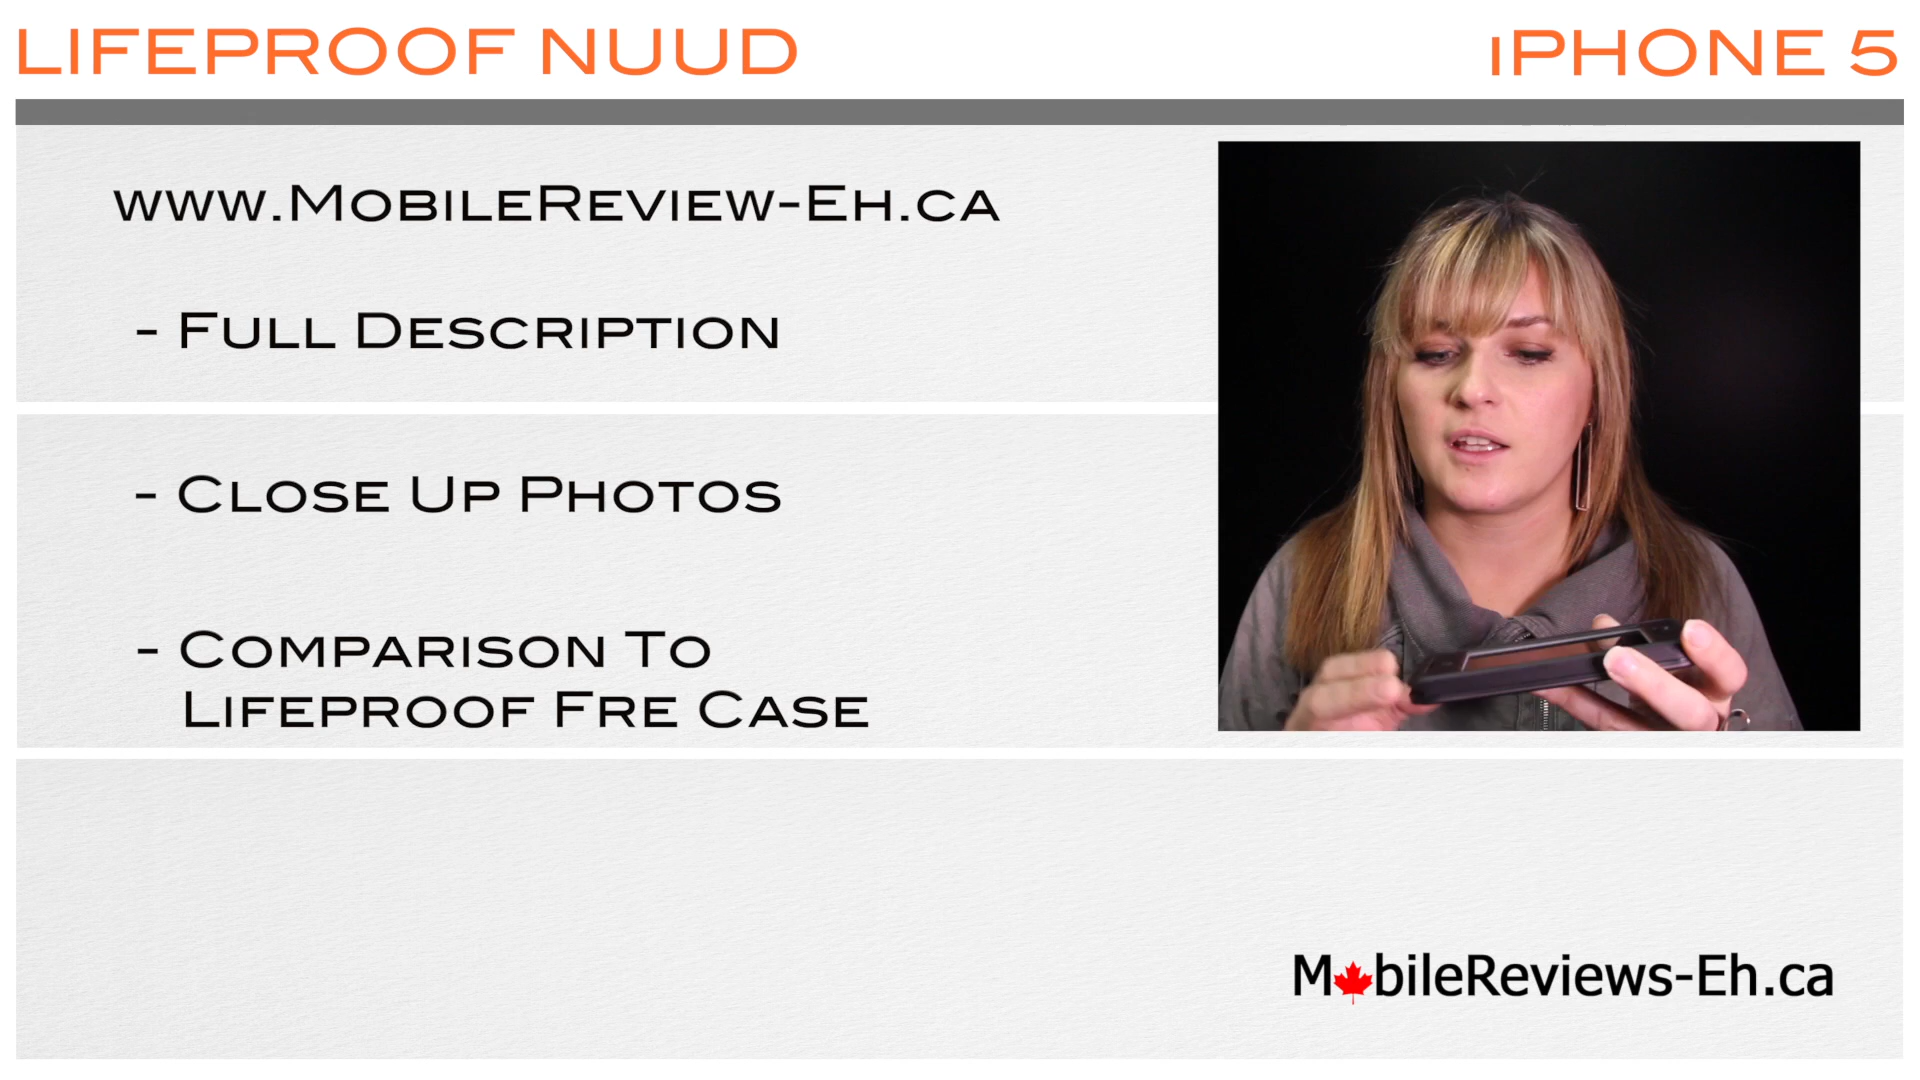 LIFEPROOF NUUD
iPHONE 5
www.MobileReview-Eh.ca
- Full Description
- Close Up Photos
- Comparison To
Lifeproof Fre Case
MobileReviews-Eh.ca